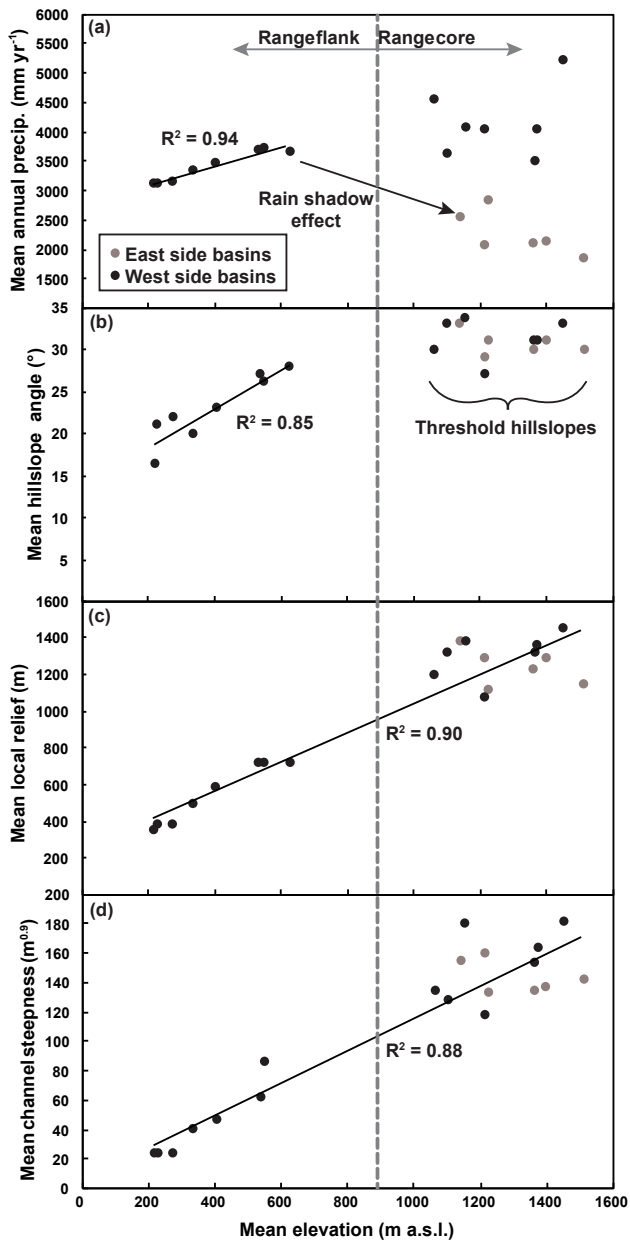 (a)
Rangeflank Rangecore
R² = 0.94
Rain shadow
effect
East side basins
West side basins
Mean annual precip. (mm yr⁻¹)
6000
5500
5000
4500
4000
3500
3000
2500
2000
1500
35
(b)
R² = 0.85
Threshold hillslopes
Mean hillslope angle (°)
30
25
20
15
10
5
1600
(c)
R² = 0.90
Mean local relief (m)
1400
1200
1000
800
600
400
200
(d)
R² = 0.88
Mean channel steepness (m⁰·⁹)
180
160
140
120
100
80
60
40
20
0
0 200 400 600 800 1000 1200 1400 1600
Mean elevation (m a.s.l.)